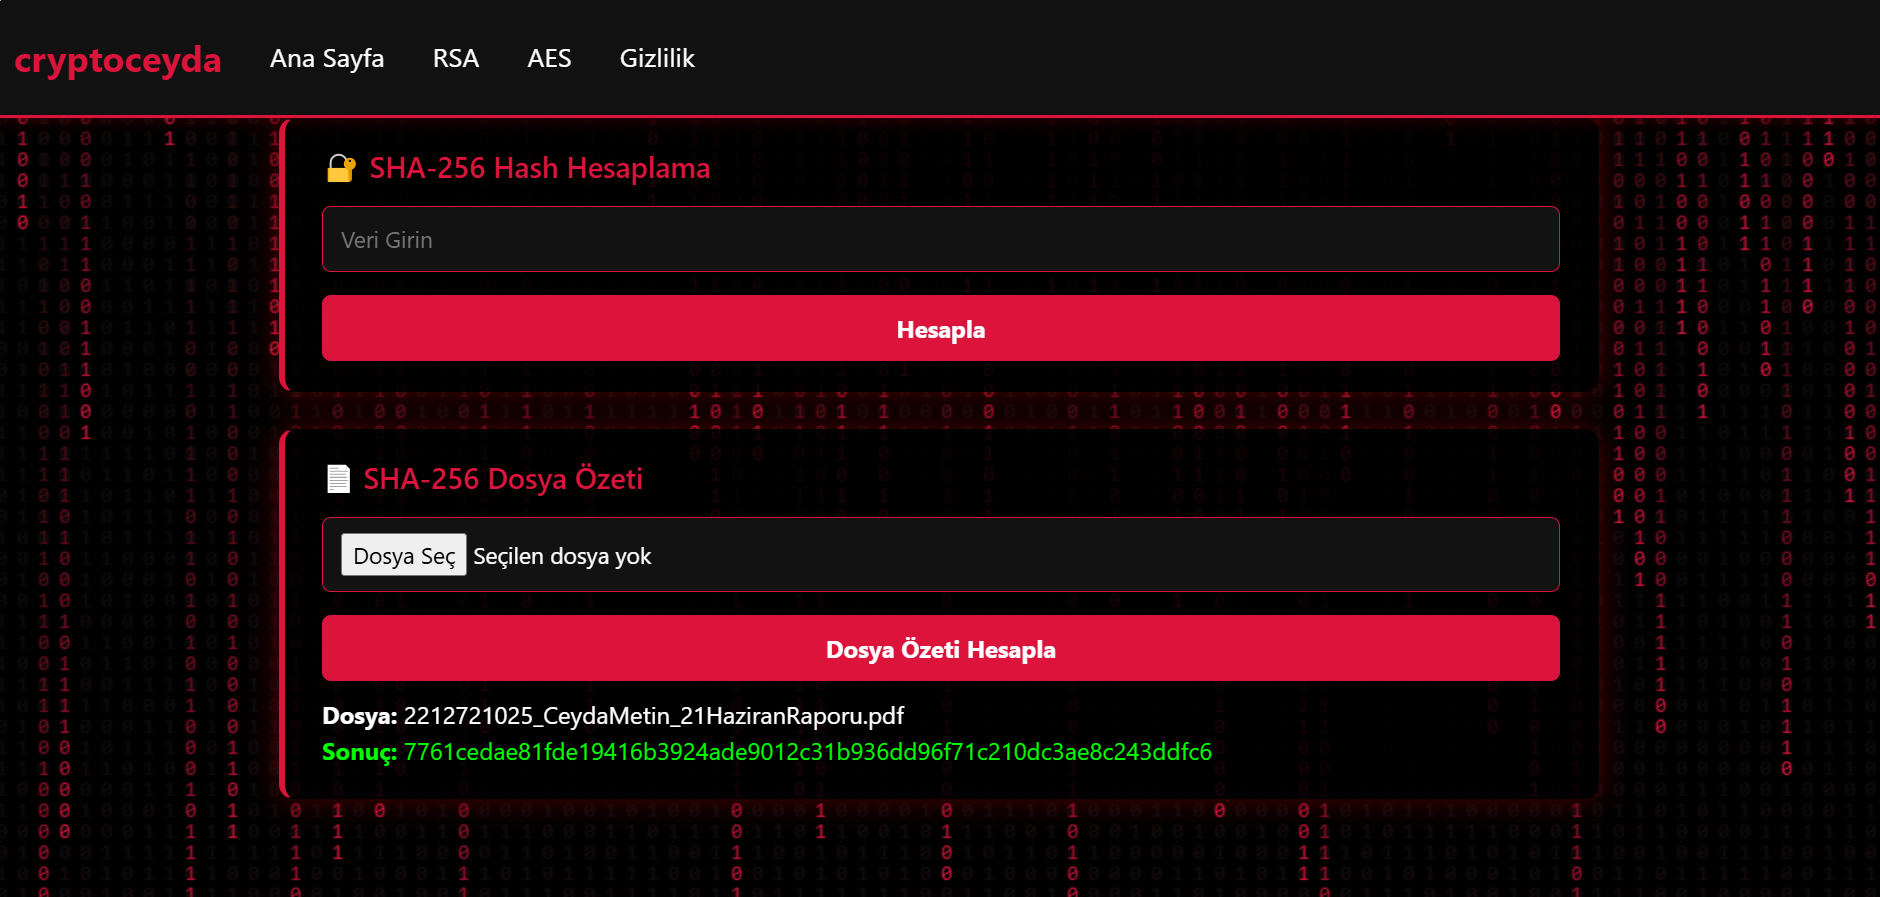 cryptoceyda Ana Sayfa RSA AES Gizlilik
SHA-256 Hash Hesaplama
Veri Girin
Hesapla
SHA-256 Dosya Özeti
Dosya Seç Seçilen dosya yok
Dosya Özeti Hesapla
Dosya: 2212721025_CeydaMetin_21HaziranRaporu.pdf
Sonuç: 7761cedae81fde19416b3924ade9012c31b936dd96f71c210dc3ae8c243ddfc6